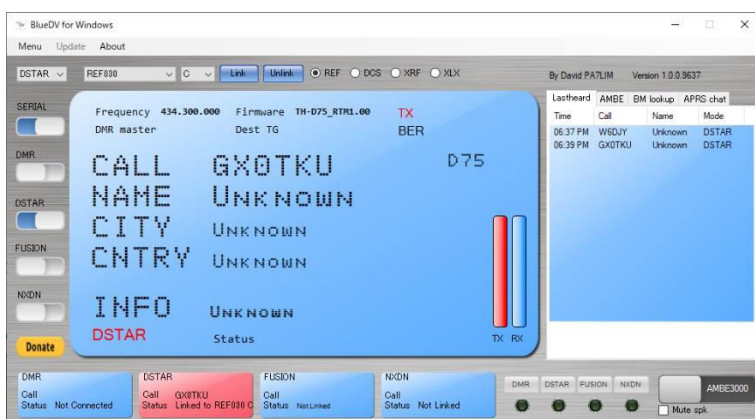 BlueDV for Windows
Menu Update About
DSTAR REF030 C Link Unlink REF DCS XRF XLX By David PA7LIM Version 1.0.0.9637
SERIAL
DMR
DSTAR
FUSION
NXDN
Donate
Frequency 434.300.000 Firmware TH-D75_RTM1.00 TX
DMR master Dest TG BER
CALL GX0TKU D75
NAME UNKNOWN
CITY UNKNOWN
CNTRY UNKNOWN
INFO UNKNOWN
DSTAR Status TX RX
Lastheard AMBE BM lookup APRS chat
Time Call Name Mode
06:37 PM W6DJY Unknown DSTAR
06:39 PM GX0TKU Unknown DSTAR
DMR
Call
Status Not Connected
DSTAR
Call GX0TKU
Status Linked to REF030 C
FUSION
Call
Status NotLinked
NXDN
Call
Status Not Linked
DMR DSTAR FUSION NXDN
AMBE3000
Mute spk